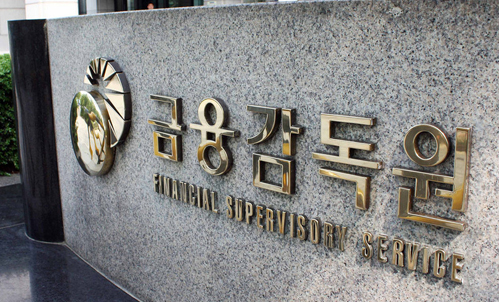 금융감독원
FINANCIAL SUPERVISORY SERVICE